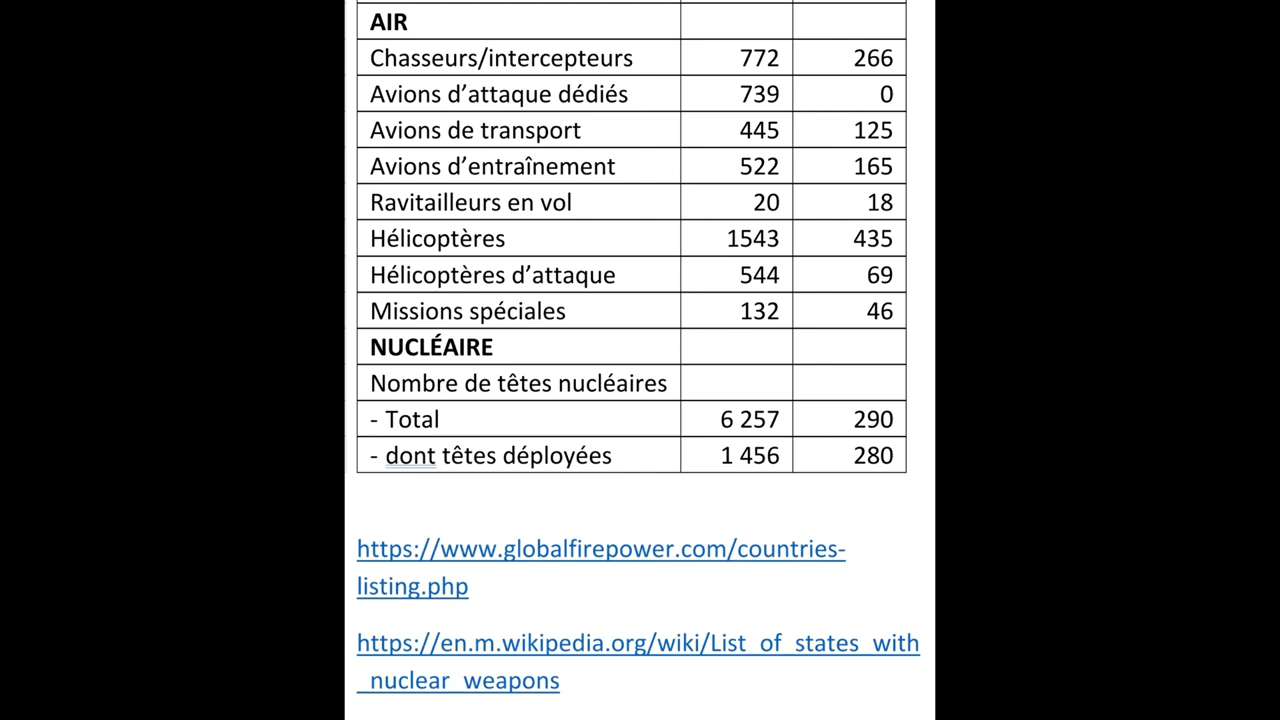 AIR
Chasseurs/intercepteurs 772 266
Avions d’attaque dédiés 739 0
Avions de transport 445 125
Avions d’entraînement 522 165
Ravitailleurs en vol 20 18
Hélicoptères 1543 435
Hélicoptères d’attaque 544 69
Missions spéciales 132 46
NUCLÉAIRE
Nombre de têtes nucléaires
- Total 6 257 290
- dont têtes déployées 1 456 280
https://www.globalfirepower.com/countries-
listing.php
https://en.m.wikipedia.org/wiki/List_of_states_with
_nuclear_weapons